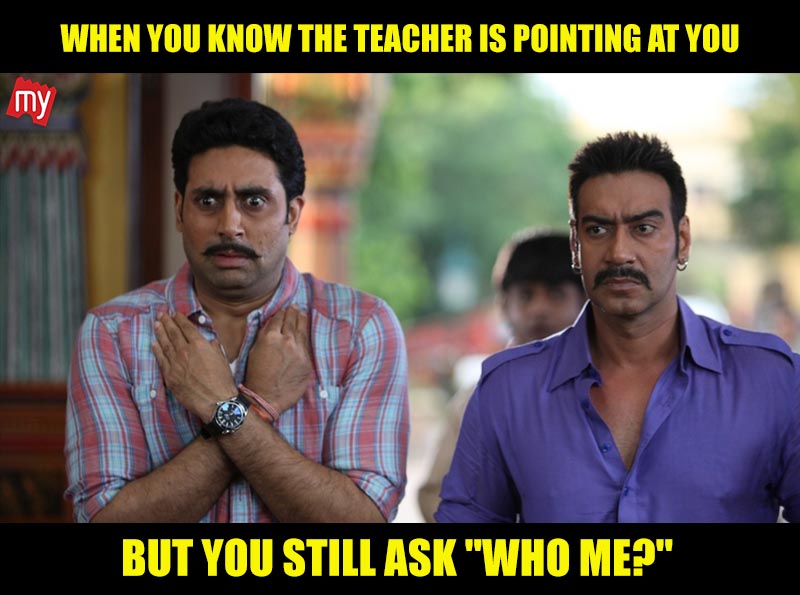 WHEN YOU KNOW THE TEACHER IS POINTING AT YOU
my
BUT YOU STILL ASK "WHO ME?"